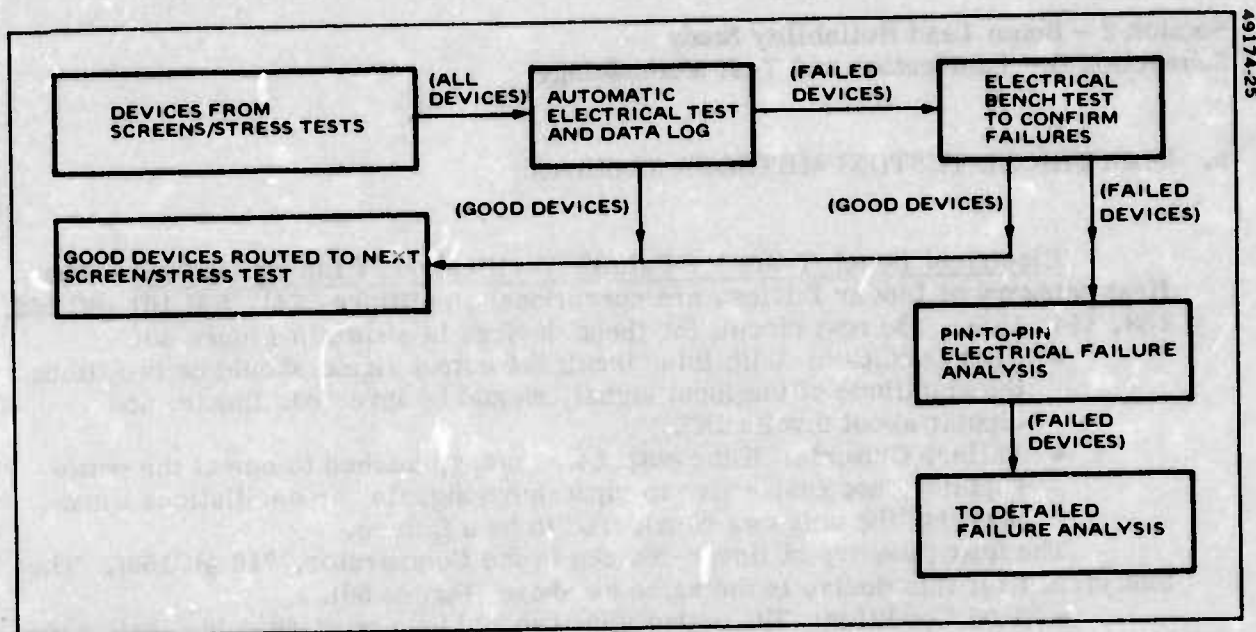 49174-25
DEVICES FROM
SCREENS/STRESS TESTS
(ALL
DEVICES)
AUTOMATIC
ELECTRICAL TEST
AND DATA LOG
(FAILED
DEVICES)
ELECTRICAL
BENCH TEST
TO CONFIRM
FAILURES
(GOOD DEVICES)
(GOOD DEVICES)
(FAILED
DEVICES)
GOOD DEVICES ROUTED TO NEXT
SCREEN/STRESS TEST
PIN-TO-PIN
ELECTRICAL FAILURE
ANALYSIS
(FAILED
DEVICES)
TO DETAILED
FAILURE ANALYSIS